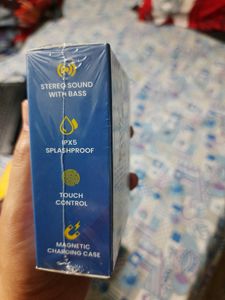 STEREO SOUND
WITH BASS
IPX5
SPLASHPROOF
TOUCH
CONTROL
MAGNETIC
CHARGING CASE